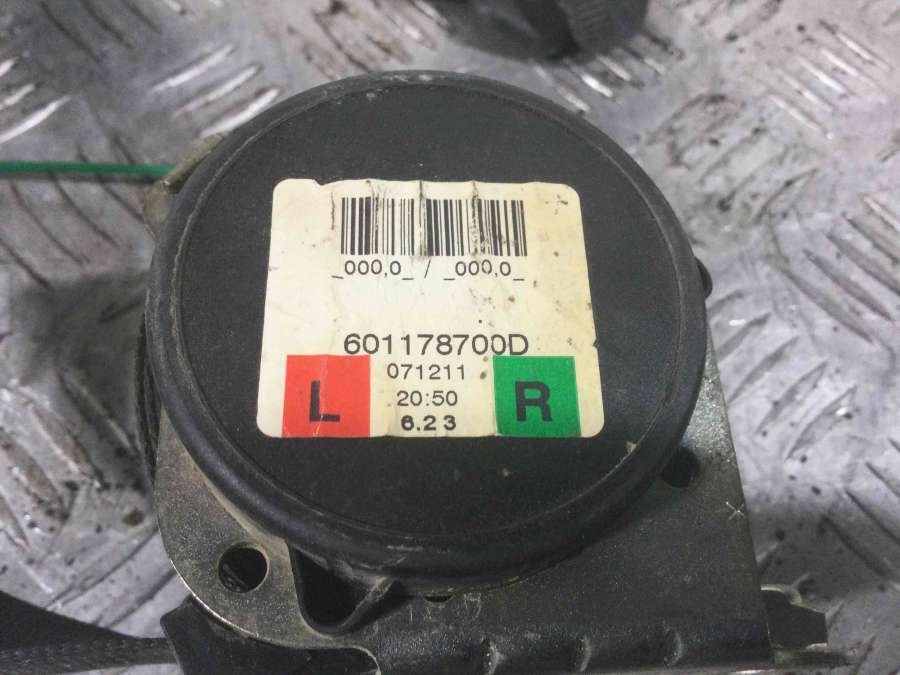 _000,0_ / _000,0_
601178700D
071211
L 20:50 R
6.23